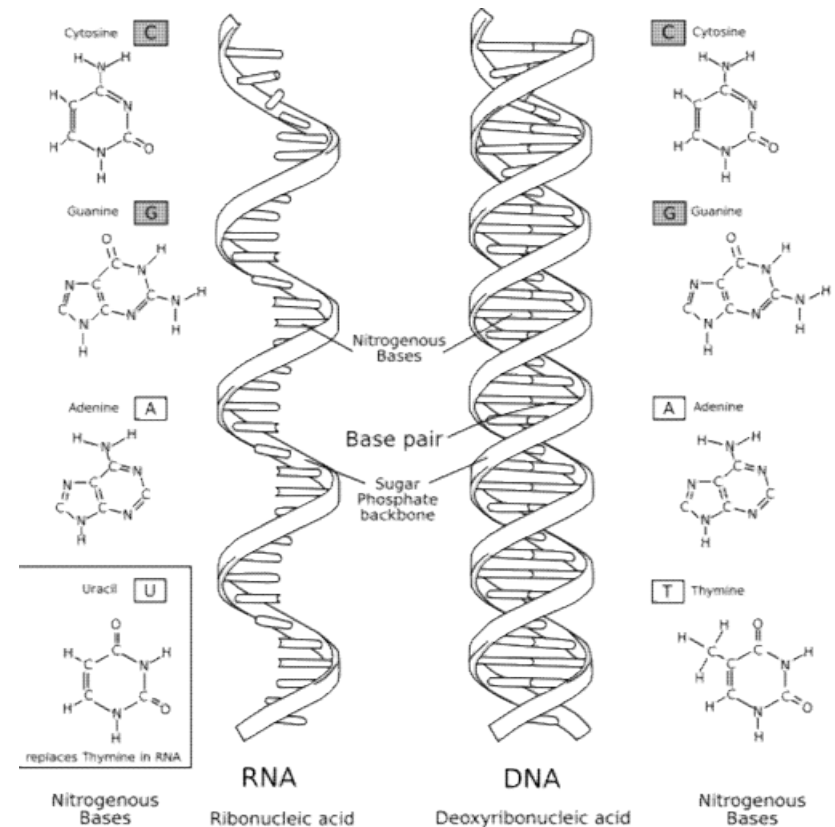 Cytosine C
Guanine G
Adenine A
Uracil U
replaces Thymine in RNA
Nitrogenous
Bases
Nitrogenous
Bases
Base pair
Sugar
Phosphate
backbone
RNA
Ribonucleic acid
DNA
Deoxyribonucleic acid
C Cytosine
G Guanine
A Adenine
T Thymine
Nitrogenous
Bases
H H
N
H C
C N
C C
H N O
H
O
H
C N
N C
C C N H
C N
N H
H
H H
N
C N
N C
C C C
N N
H
O
H C
C N H
C C
H N O
H
H H
N
H C
C N
C C
H N O
H
O
H
C N
N C
C C N H
C N
N H
H
H H
N
C N
N C
C C C
N N
H
H O
H C
C C
H N H
C C
H N O
H